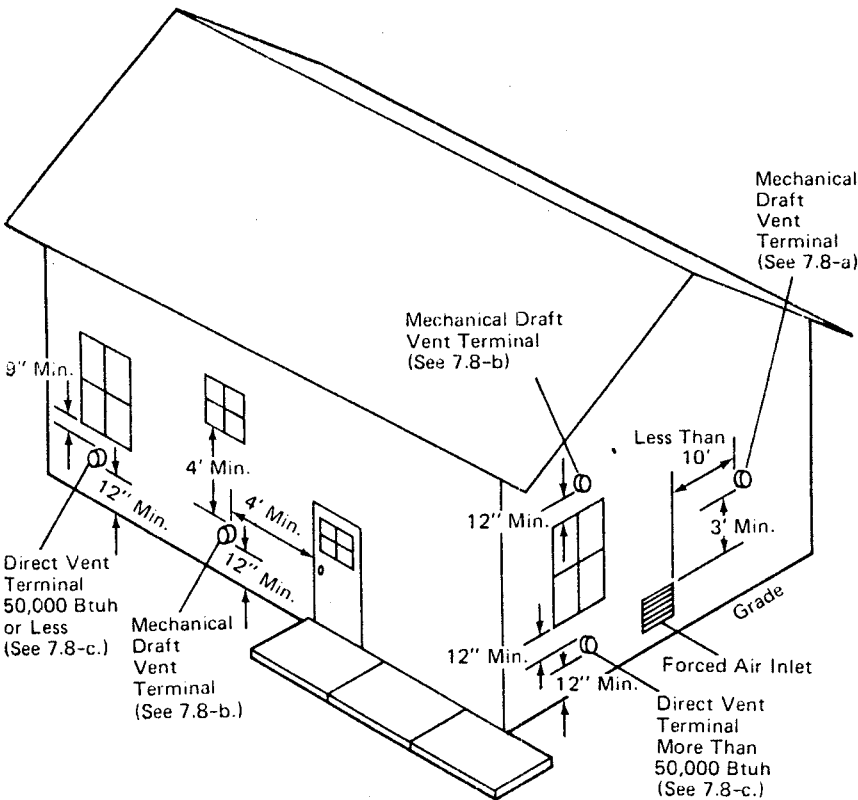 Mechanical
Draft
Vent
Terminal
(See 7.8-a)
Mechanical Draft
Vent Terminal
(See 7.8-b)
9" Min.
Less Than
10'
4' Min.
4' Min.
12" Min.
12" Min.
12" Min.
3' Min.
Direct Vent
Terminal
50,000 Btuh
or Less
(See 7.8-c.)
Mechanical
Draft
Vent
Terminal
(See 7.8-b.)
Grade
12" Min.
Forced Air Inlet
12" Min.
Direct Vent
Terminal
More Than
50,000 Btuh
(See 7.8-c.)